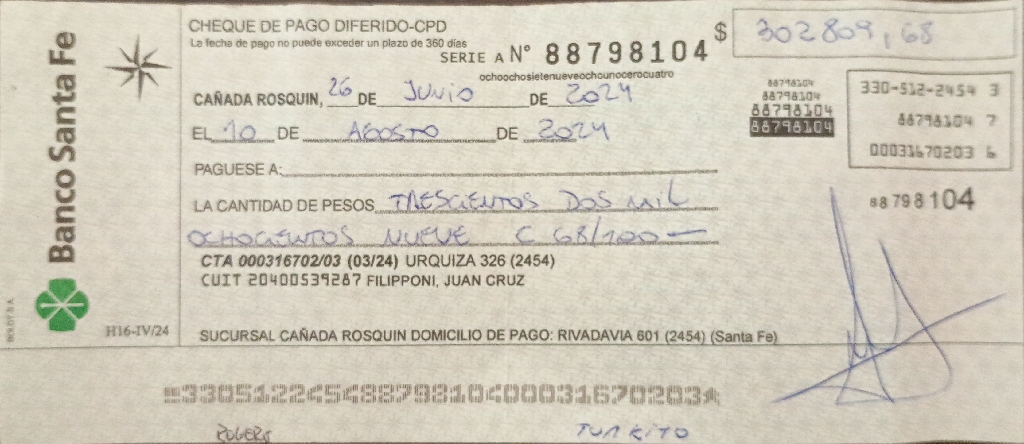 Banco Santa Fe
CHEQUE DE PAGO DIFERIDO-CPD
La fecha de pago no puede exceder un plazo de 360 días
SERIE A N° 88798104
ochoochosietenueveochounocerocuatro
$ 302809,68
CAÑADA ROSQUIN, 26 DE JUNIO DE 2024
EL 10 DE AGOSTO DE 2024
88798104
88798104
88798104
88798104
330-512-2454 3
88798104 7
00031670203 6
88798104
PAGUESE A:
LA CANTIDAD DE PESOS TRESCIENTOS DOS MIL
OCHOCIENTOS NUEVE C 68/100
CTA 000316702/03 (03/24) URQUIZA 326 (2454)
CUIT 20400539287 FILIPPONI, JUAN CRUZ
H16-IV/24
SUCURSAL CAÑADA ROSQUIN DOMICILIO DE PAGO: RIVADAVIA 601 (2454) (Santa Fe)
33051224548879810400031670203
ROGERS
TURKITO